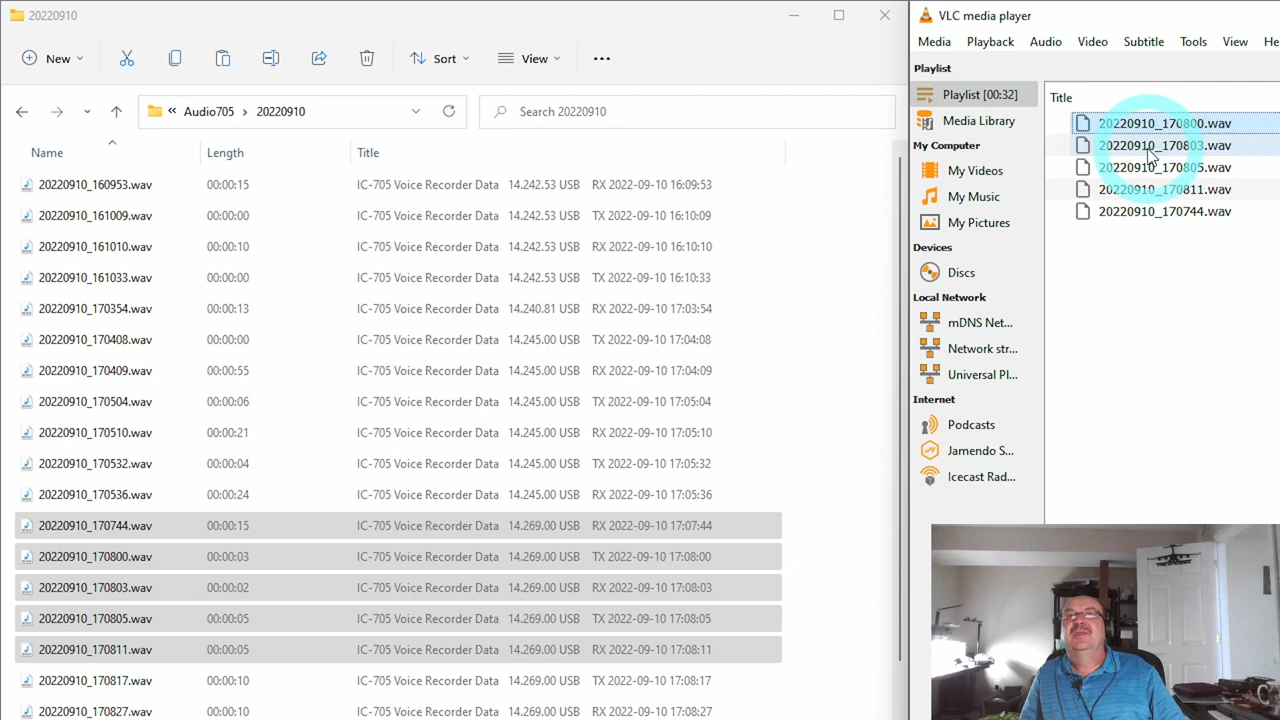 20220910
New
Sort
View
Audio705
20220910
Search 20220910
Name Length Title
20220910_160953.wav 00:00:15 IC-705 Voice Recorder Data 14.242.53 USB RX 2022-09-10 16:09:53
20220910_161009.wav 00:00:00 IC-705 Voice Recorder Data 14.242.53 USB TX 2022-09-10 16:10:09
20220910_161010.wav 00:00:10 IC-705 Voice Recorder Data 14.242.53 USB RX 2022-09-10 16:10:10
20220910_161033.wav 00:00:00 IC-705 Voice Recorder Data 14.242.53 USB TX 2022-09-10 16:10:33
20220910_170354.wav 00:00:13 IC-705 Voice Recorder Data 14.240.81 USB RX 2022-09-10 17:03:54
20220910_170408.wav 00:00:00 IC-705 Voice Recorder Data 14.245.00 USB TX 2022-09-10 17:04:08
20220910_170409.wav 00:00:55 IC-705 Voice Recorder Data 14.245.00 USB RX 2022-09-10 17:04:09
20220910_170504.wav 00:00:06 IC-705 Voice Recorder Data 14.245.00 USB TX 2022-09-10 17:05:04
20220910_170510.wav 00:00:21 IC-705 Voice Recorder Data 14.245.00 USB RX 2022-09-10 17:05:10
20220910_170532.wav 00:00:04 IC-705 Voice Recorder Data 14.245.00 USB TX 2022-09-10 17:05:32
20220910_170536.wav 00:00:24 IC-705 Voice Recorder Data 14.245.00 USB RX 2022-09-10 17:05:36
20220910_170744.wav 00:00:15 IC-705 Voice Recorder Data 14.269.00 USB RX 2022-09-10 17:07:44
20220910_170800.wav 00:00:03 IC-705 Voice Recorder Data 14.269.00 USB TX 2022-09-10 17:08:00
20220910_170803.wav 00:00:02 IC-705 Voice Recorder Data 14.269.00 USB RX 2022-09-10 17:08:03
20220910_170805.wav 00:00:05 IC-705 Voice Recorder Data 14.269.00 USB TX 2022-09-10 17:08:05
20220910_170811.wav 00:00:05 IC-705 Voice Recorder Data 14.269.00 USB RX 2022-09-10 17:08:11
20220910_170817.wav 00:00:10 IC-705 Voice Recorder Data 14.269.00 USB TX 2022-09-10 17:08:17
20220910_170827.wav 00:00:10 IC-705 Voice Recorder Data 14.269.00 USB RX 2022-09-10 17:08:27
VLC media player
Media Playback Audio Video Subtitle Tools View He
Playlist
Playlist [00:32]
Media Library
My Computer
My Videos
My Music
My Pictures
Devices
Discs
Local Network
mDNS Net...
Network str...
Universal Pl...
Internet
Podcasts
Jamendo S...
Icecast Rad...
Title
20220910_170800.wav
20220910_170803.wav
20220910_170805.wav
20220910_170811.wav
20220910_170744.wav